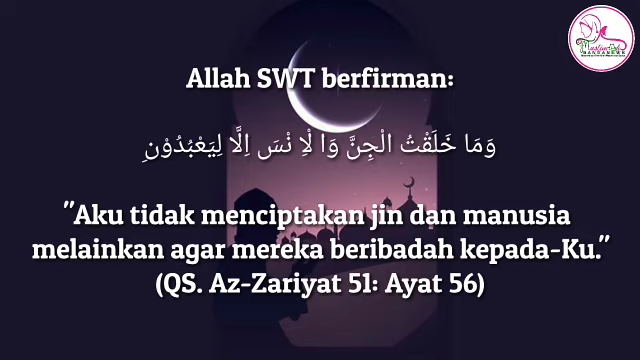 Allah SWT berfirman:
وَمَا خَلَقْتُ الْجِنَّ وَا لْاِ نْسَ اِلَّا لِيَعْبُدُوْنِ
"Aku tidak menciptakan jin dan manusia
melainkan agar mereka beribadah kepada-Ku."
(QS. Az-Zariyat 51: Ayat 56)